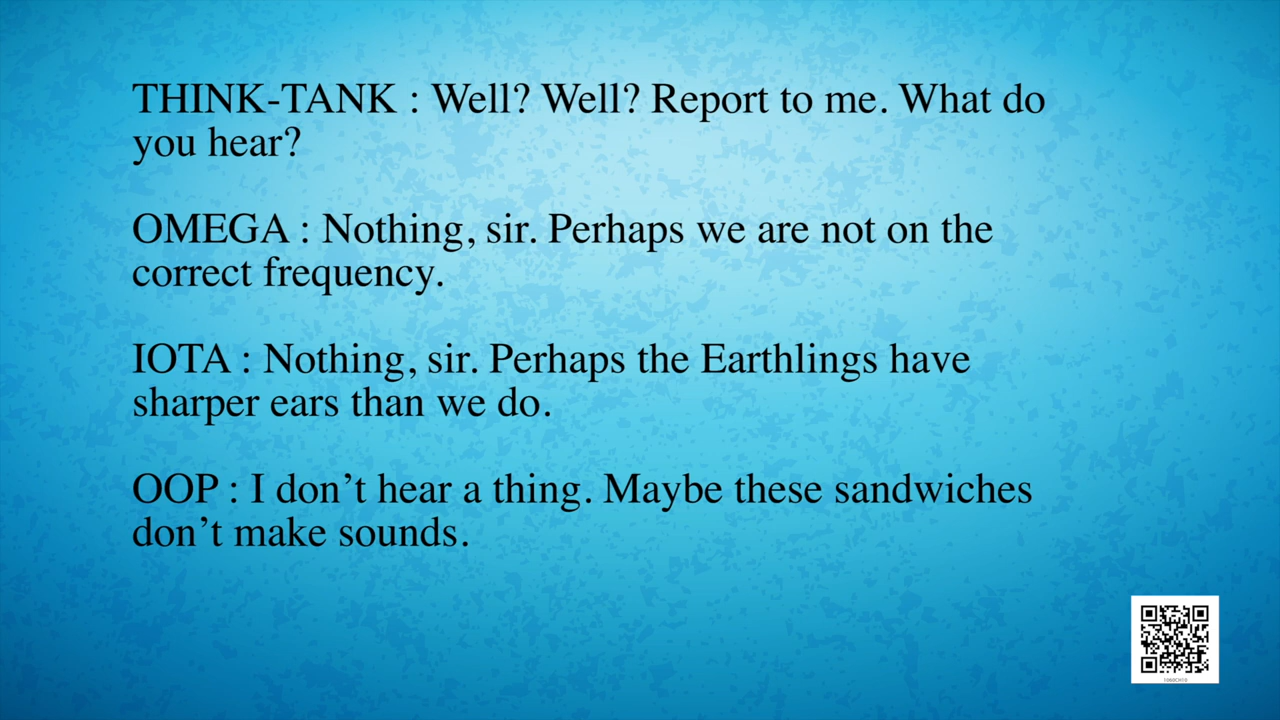 THINK-TANK : Well? Well? Report to me. What do
you hear?
OMEGA : Nothing, sir. Perhaps we are not on the
correct frequency.
IOTA : Nothing, sir. Perhaps the Earthlings have
sharper ears than we do.
OOP : I don’t hear a thing. Maybe these sandwiches
don’t make sounds.
1060CH10